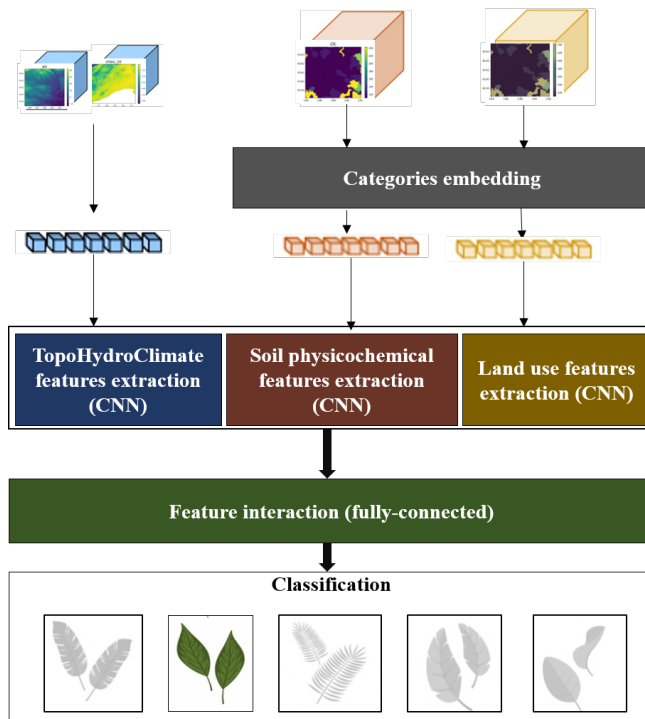 Categories embedding
TopoHydroClimate
features extraction
(CNN)
Soil physicochemical
features extraction
(CNN)
Land use features
extraction (CNN)
Feature interaction (fully-connected)
Classification